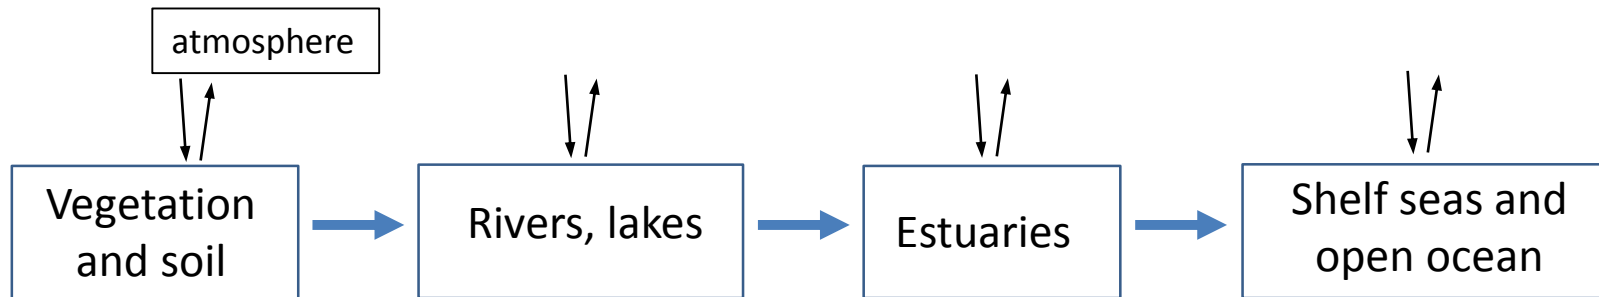 atmosphere
Vegetation
and soil
Rivers, lakes
Estuaries
Shelf seas and
open ocean